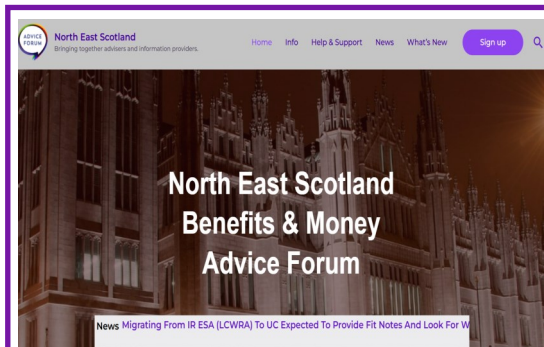 ADVICE
FORUM
North East Scotland
Bringing together advisers and information providers.
Home Info Help & Support News What's New Sign up
North East Scotland
Benefits & Money
Advice Forum
News Migrating From IR ESA (LCWRA) To UC Expected To Provide Fit Notes And Look For W